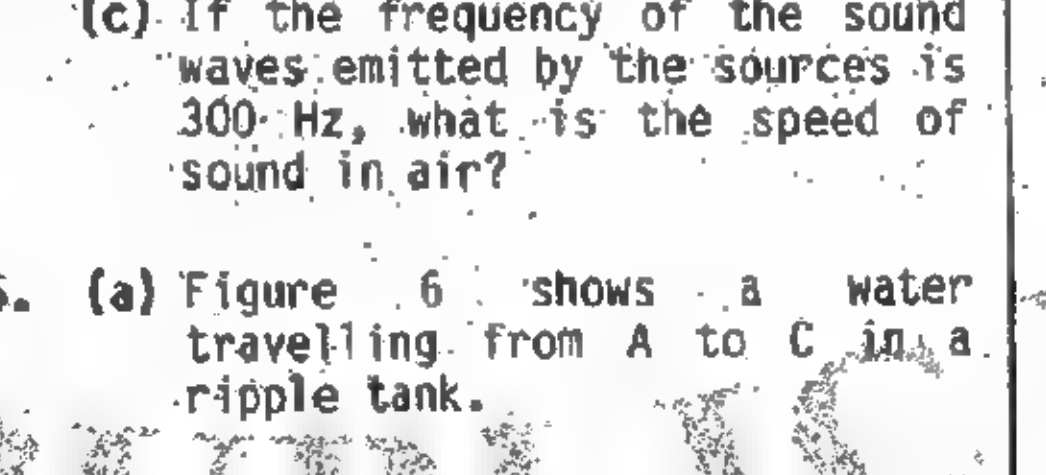 (c) If the frequency of the sound
waves emitted by the sources is
300 Hz, what is the speed of
sound in air?
(a) Figure 6 shows a water
travelling from A to C in a
ripple tank.